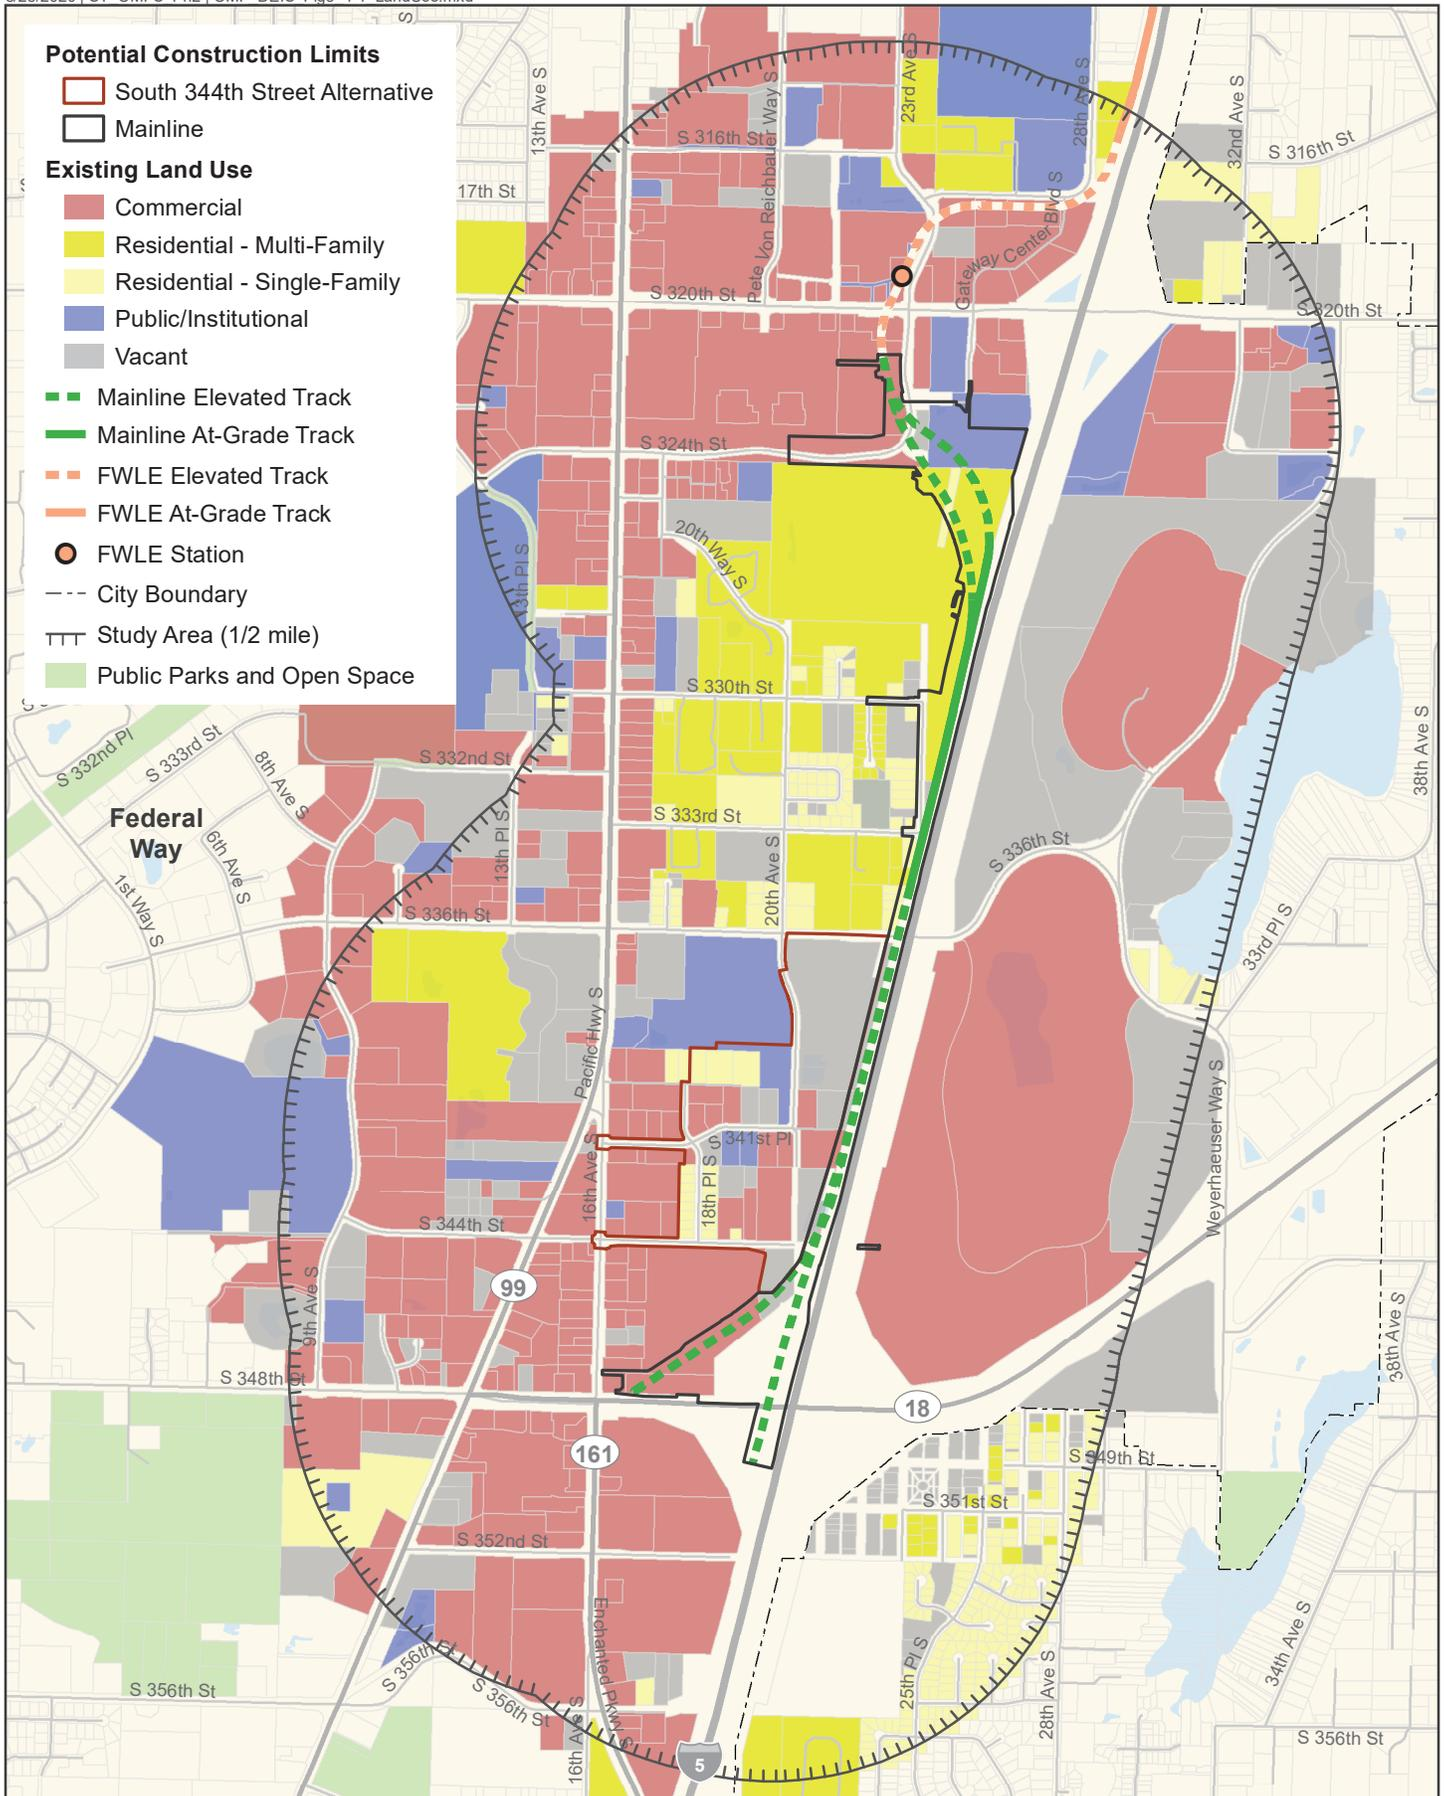 Potential Construction Limits
South 344th Street Alternative
Mainline
Existing Land Use
Commercial
Residential - Multi-Family
Residential - Single-Family
Public/Institutional
Vacant
Mainline Elevated Track
Mainline At-Grade Track
FWLE Elevated Track
FWLE At-Grade Track
FWLE Station
City Boundary
Study Area (1/2 mile)
Public Parks and Open Space
13th Ave S
17th St
S 316th St
Pete Von Reichbauer Way S
23rd Ave S
28th Ave S
32nd Ave S
S 316th St
Gateway Center Blvd S
S 320th St
S 320th St
S 324th St
20th Way S
13th Pl S
S 330th St
S 332nd Pl
S 333rd St
8th Ave S
S 332nd St
38th Ave S
Federal
Way
6th Ave S
1st Way S
13th Pl S
S 333rd St
20th Ave S
S 336th St
S 336th St
33rd Pl S
Pacific Hwy S
16th Ave S
S 341st Pl
18th Pl S
Weyerhaeuser Way S
S 344th St
99
9th Ave S
38th Ave S
S 348th St
18
161
S 349th St
S 351st St
S 352nd St
Enchanted Pkwy S
25th Pl S
28th Ave S
34th Ave S
S 356th St
S 356th St
S 356th St
16th Ave S
S 356th St
5